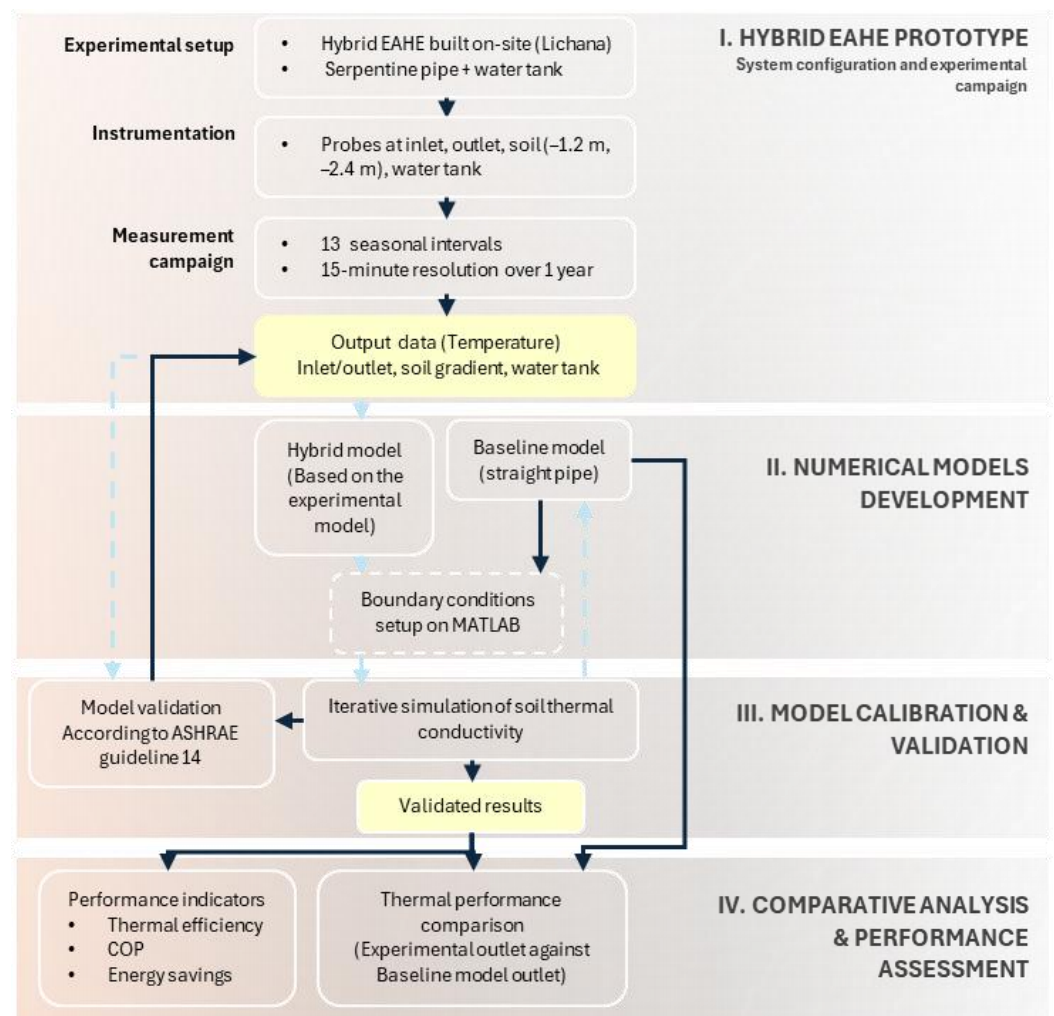 Experimental setup
• Hybrid EAHE built on-site (Lichana)
• Serpentine pipe + water tank
I. HYBRID EAHE PROTOTYPE
System configuration and experimental
campaign
Instrumentation
• Probes at inlet, outlet, soil (–1.2 m,
–2.4 m), water tank
Measurement
campaign
• 13 seasonal intervals
• 15-minute resolution over 1 year
Output data (Temperature)
Inlet/outlet, soil gradient, water tank
Hybrid model
(Based on the
experimental
model)
Baseline model
(straight pipe)
II. NUMERICAL MODELS
DEVELOPMENT
Boundary conditions
setup on MATLAB
Model validation
According to ASHRAE
guideline 14
Iterative simulation of soil thermal
conductivity
III. MODEL CALIBRATION &
VALIDATION
Validated results
Performance indicators
• Thermal efficiency
• COP
• Energy savings
Thermal performance
comparison
(Experimental outlet against
Baseline model outlet)
IV. COMPARATIVE ANALYSIS
& PERFORMANCE
ASSESSMENT